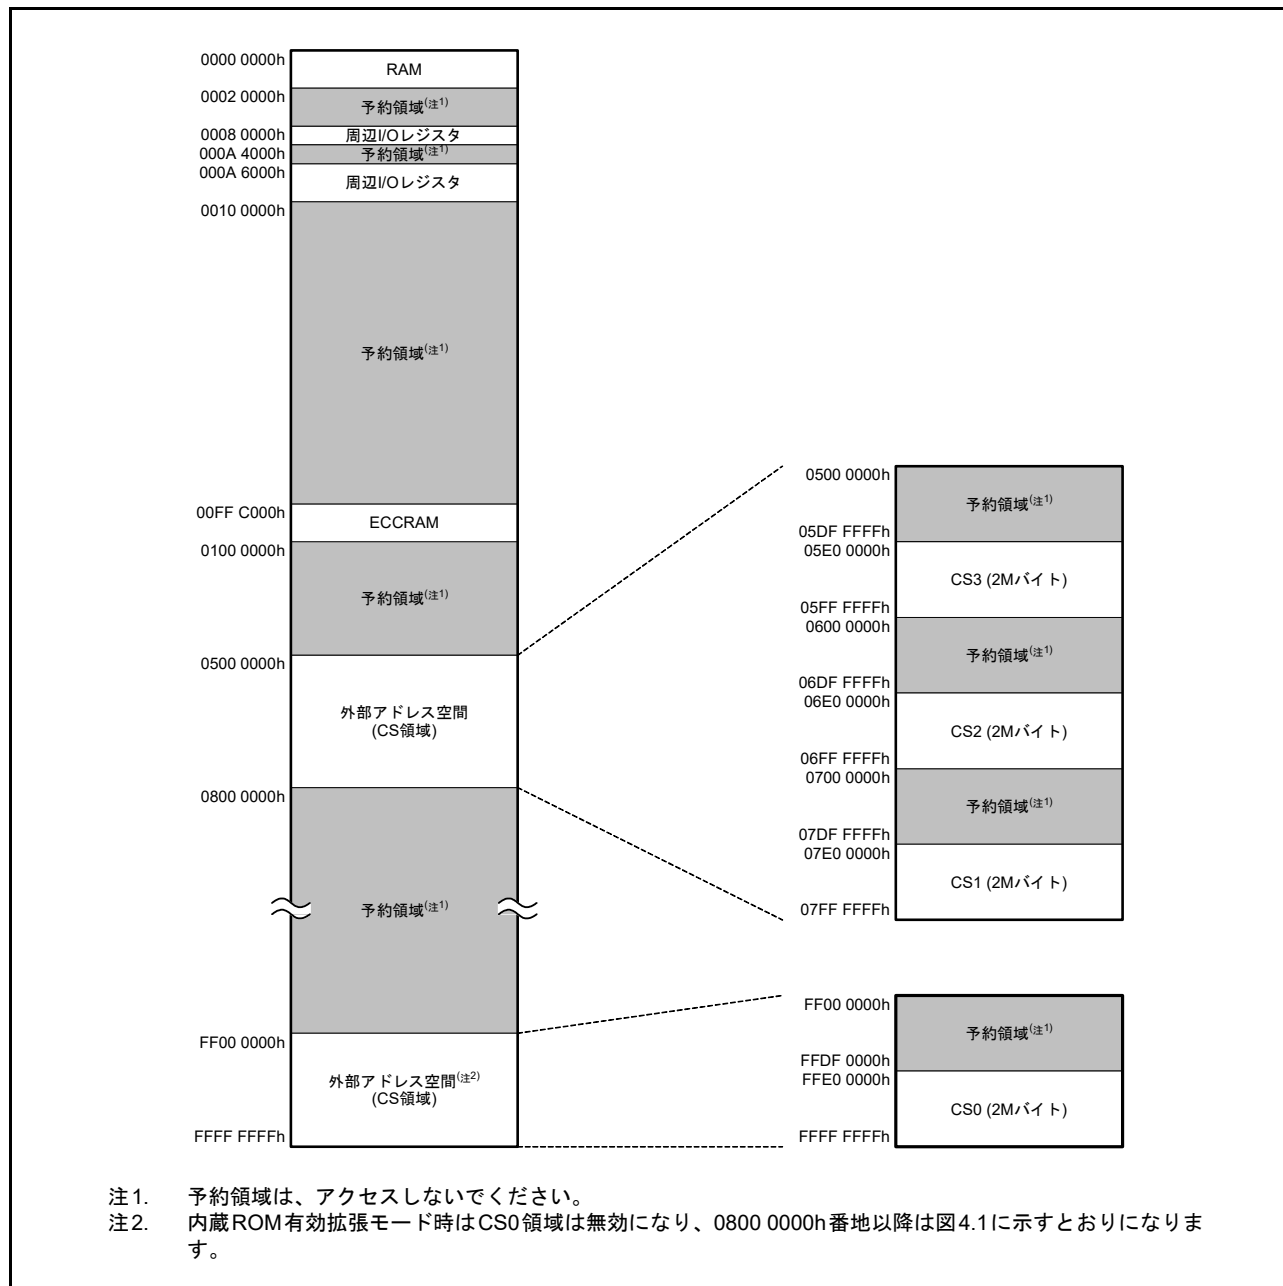 0000 0000h
RAM
0002 0000h
予約領域(注1)
0008 0000h
周辺I/Oレジスタ
000A 4000h
予約領域(注1)
000A 6000h
周辺I/Oレジスタ
0010 0000h
予約領域(注1)
00FF C000h
ECCRAM
0100 0000h
予約領域(注1)
0500 0000h
外部アドレス空間
(CS領域)
0800 0000h
予約領域(注1)
FF00 0000h
外部アドレス空間(注2)
(CS領域)
FFFF FFFFh
0500 0000h
予約領域(注1)
05DF FFFFh
05E0 0000h
CS3 (2Mバイト)
05FF FFFFh
0600 0000h
予約領域(注1)
06DF FFFFh
06E0 0000h
CS2 (2Mバイト)
06FF FFFFh
0700 0000h
予約領域(注1)
07DF FFFFh
07E0 0000h
CS1 (2Mバイト)
07FF FFFFh
FF00 0000h
予約領域(注1)
FFDF 0000h
FFE0 0000h
CS0 (2Mバイト)
FFFF FFFFh
注1. 予約領域は、アクセスしないでください。
注2. 内蔵ROM有効拡張モード時はCS0領域は無効になり、0800 0000h番地以降は図4.1に示すとおりになりま
す。